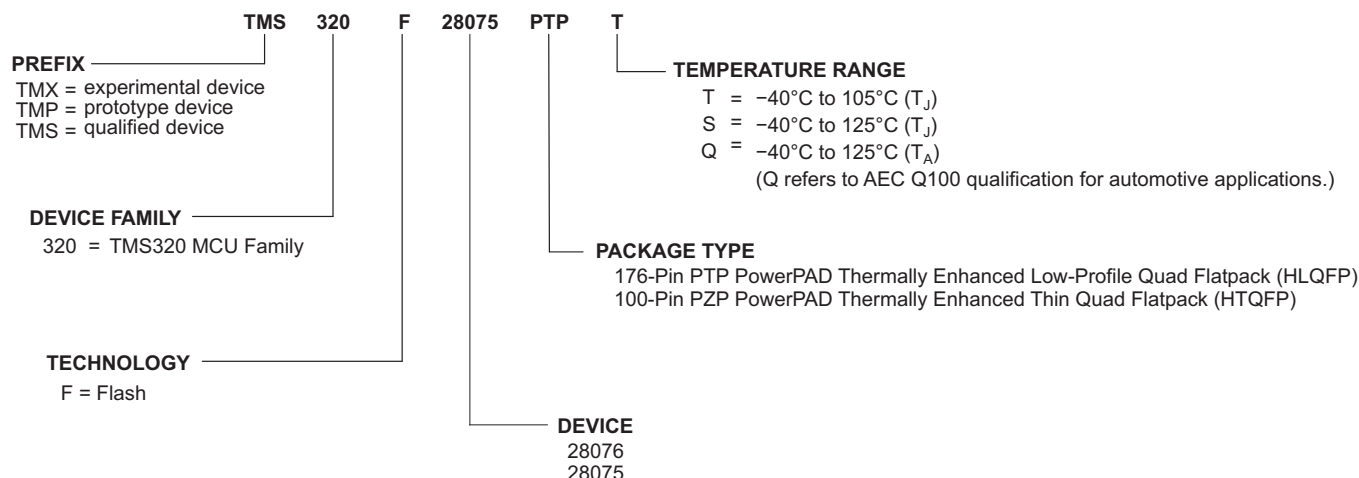 TMS 320 F 28075 PTP T
PREFIX
TMX = experimental device
TMP = prototype device
TMS = qualified device
TEMPERATURE RANGE
T = −40°C to 105°C (TJ)
S = −40°C to 125°C (TJ)
Q = −40°C to 125°C (TA)
(Q refers to AEC Q100 qualification for automotive applications.)
DEVICE FAMILY
320 = TMS320 MCU Family
PACKAGE TYPE
176-Pin PTP PowerPAD Thermally Enhanced Low-Profile Quad Flatpack (HLQFP)
100-Pin PZP PowerPAD Thermally Enhanced Thin Quad Flatpack (HTQFP)
TECHNOLOGY
F = Flash
DEVICE
28076
28075